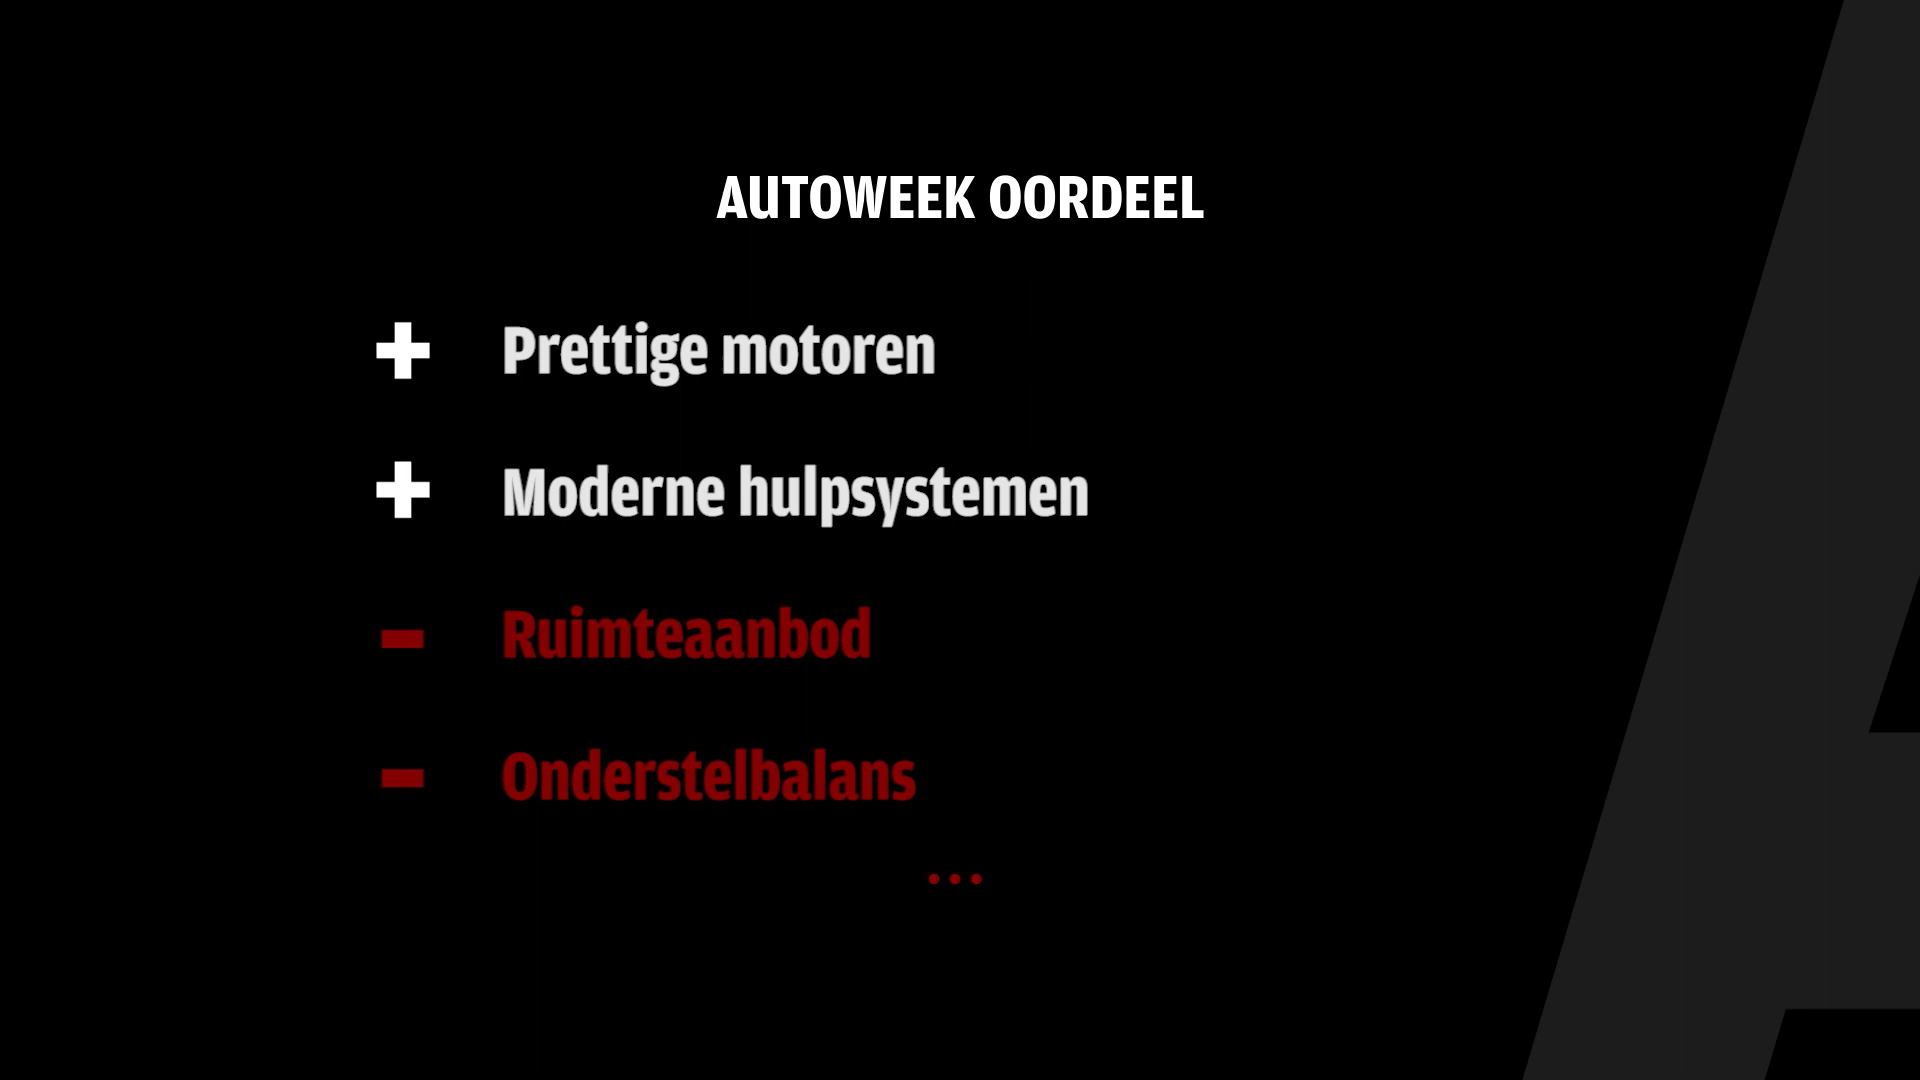 AUTOWEEK OORDEEL
+ Prettige motoren
+ Moderne hulpsystemen
- Ruimteaanbod
- Onderstelbalans
...